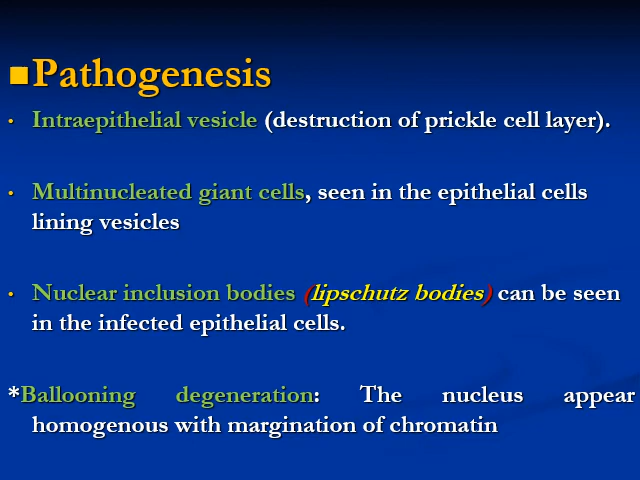 Pathogenesis
• Intraepithelial vesicle (destruction of prickle cell layer).
• Multinucleated giant cells, seen in the epithelial cells
lining vesicles
• Nuclear inclusion bodies (lipschutz bodies) can be seen
in the infected epithelial cells.
*Ballooning degeneration: The nucleus appear
homogenous with margination of chromatin